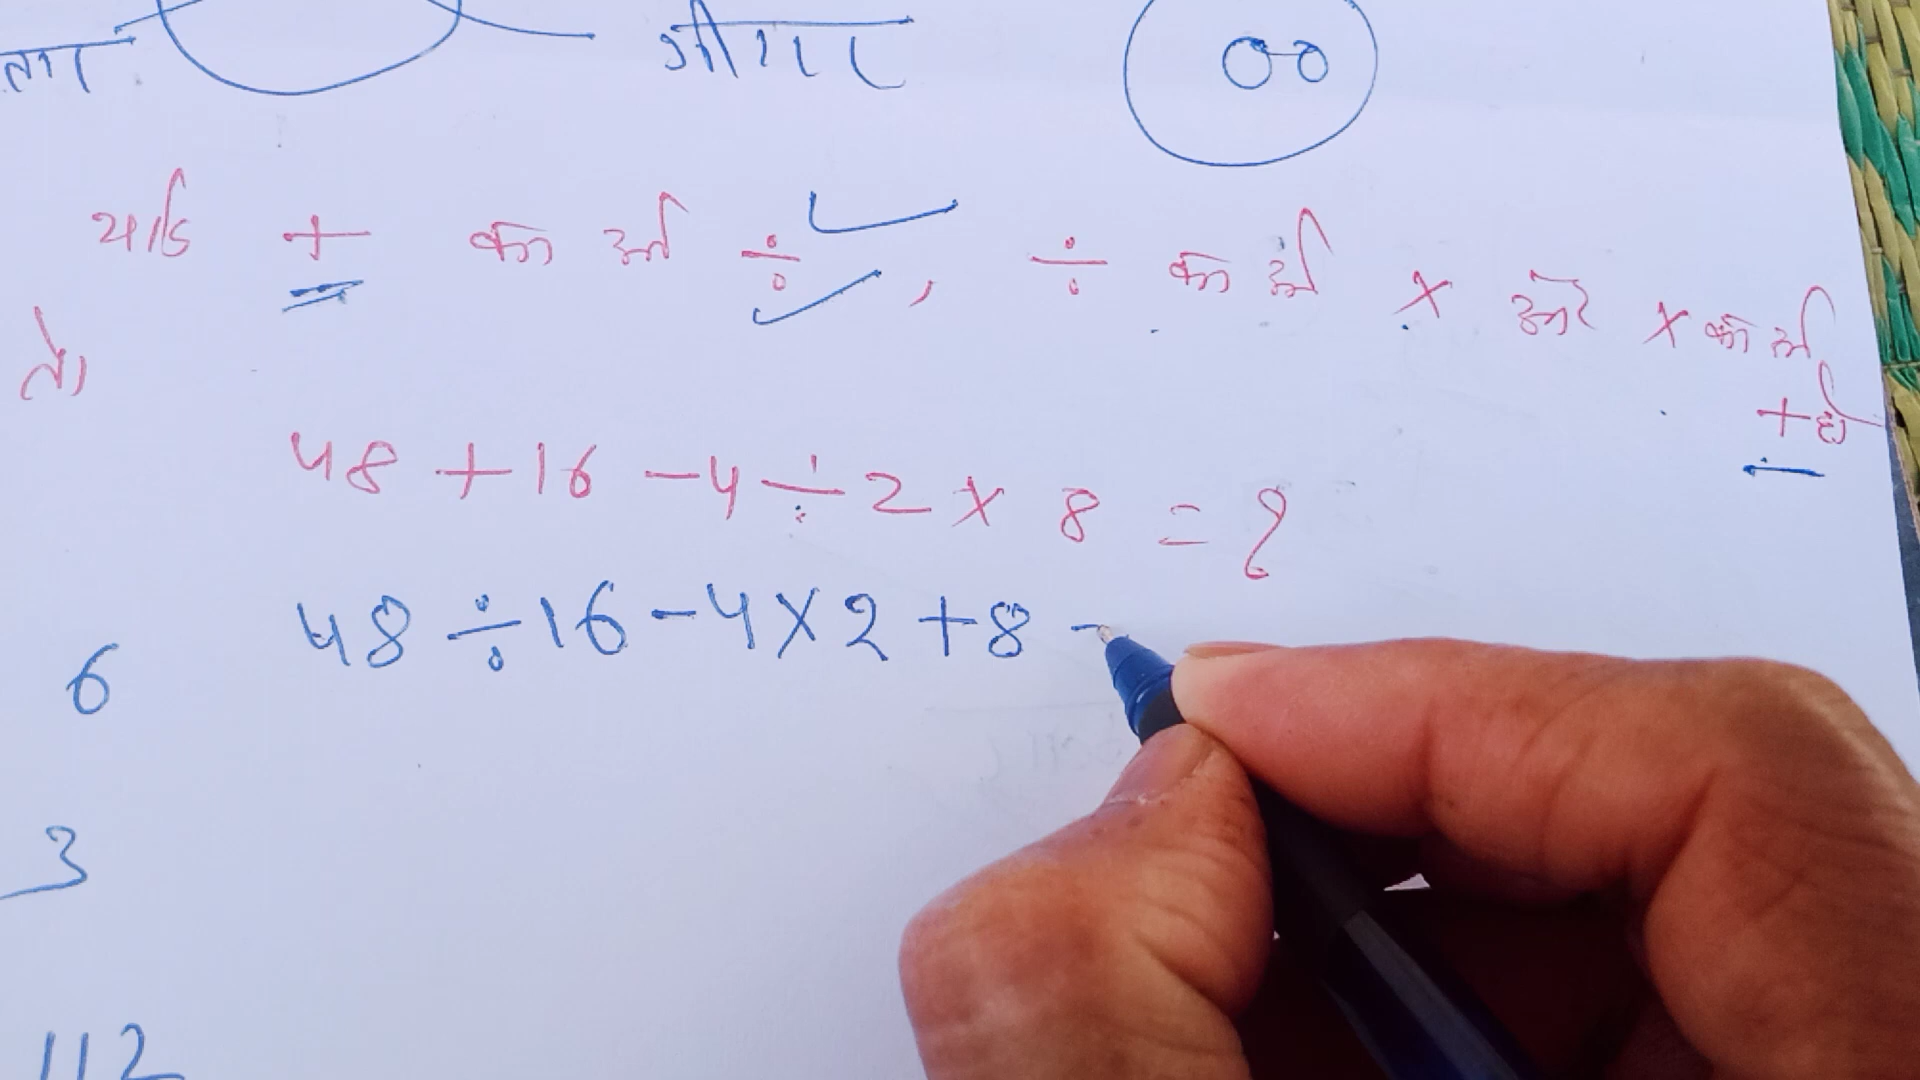 ता
यदि + का अर्थ ÷ , ÷ का अर्थ × और × का अर्थ
+ हो
तो
48 + 16 - 4 ÷ 2 × 8 = ?
48 ÷ 16 - 4 × 2 + 8 -
6
3
112